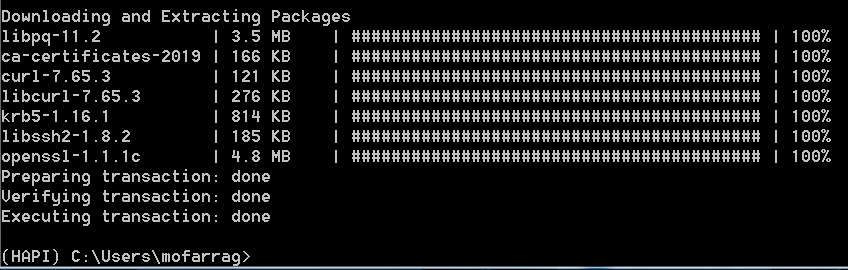 Downloading and Extracting Packages
libpq-11.2 | 3.5 MB | ######################################### | 100%
ca-certificates-2019 | 166 KB | ######################################### | 100%
curl-7.65.3 | 121 KB | ######################################### | 100%
libcurl-7.65.3 | 276 KB | ######################################### | 100%
krb5-1.16.1 | 814 KB | ######################################### | 100%
libssh2-1.8.2 | 185 KB | ######################################### | 100%
openssl-1.1.1c | 4.8 MB | ######################################### | 100%
Preparing transaction: done
Verifying transaction: done
Executing transaction: done
(HAPI) C:\Users\mofarrag>